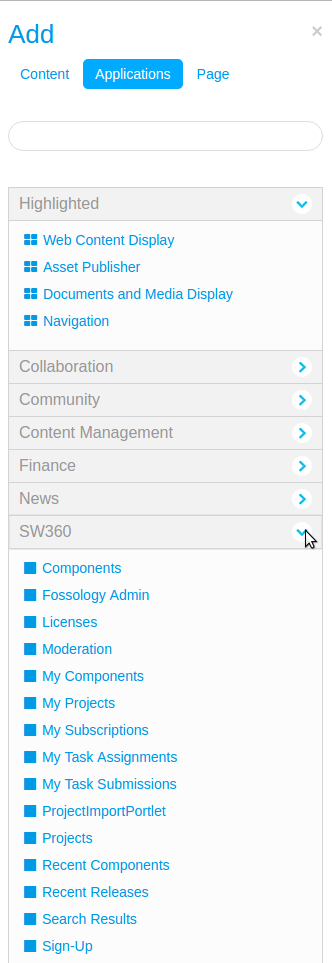 Add
×
Content Applications Page
Highlighted
Web Content Display
Asset Publisher
Documents and Media Display
Navigation
Collaboration
Community
Content Management
Finance
News
SW360
Components
Fossology Admin
Licenses
Moderation
My Components
My Projects
My Subscriptions
My Task Assignments
My Task Submissions
ProjectImportPortlet
Projects
Recent Components
Recent Releases
Search Results
Sign-Up